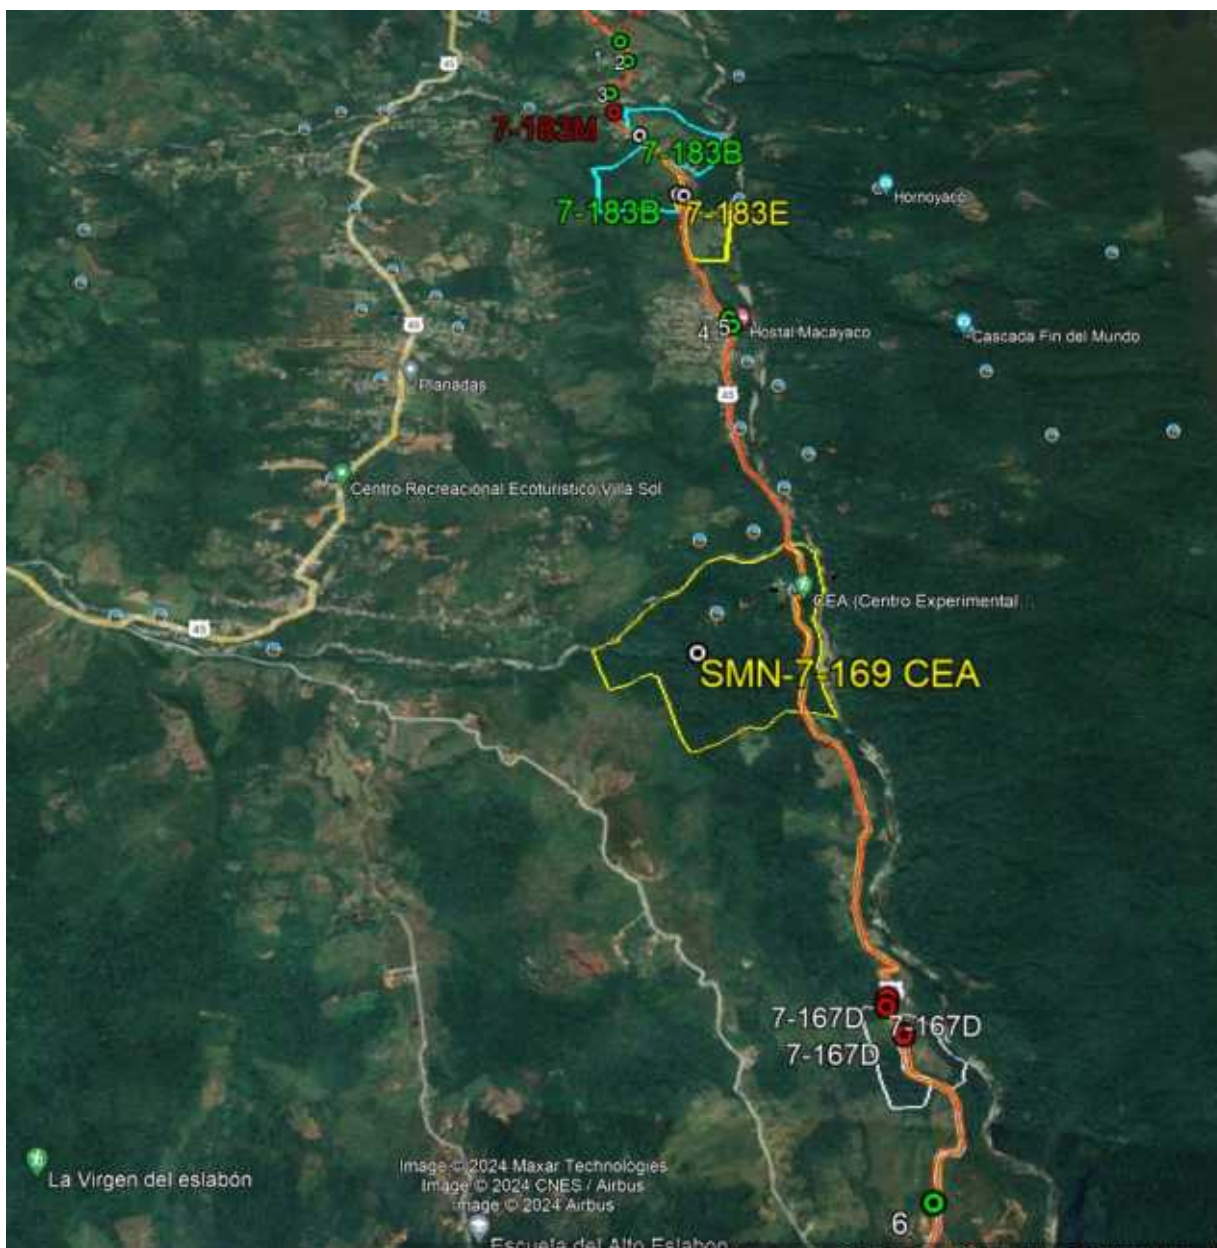 45
1
2
3
7-183M
7-183B
Hornoyaco
7-183B
7-183E
45
4
5
Hostal Macayaco
Cascada Fin del Mundo
Planadas
45
Centro Recreacional Ecoturistico Villa Sol
CEA (Centro Experimental...
45
SMN-7-169 CEA
7-167D
7-167D
7-167D
La Virgen del eslabón
Image © 2024 Maxar Technologies
Image © 2024 CNES / Airbus
Image © 2024 Airbus
6
Escuela del Alto Eslabon